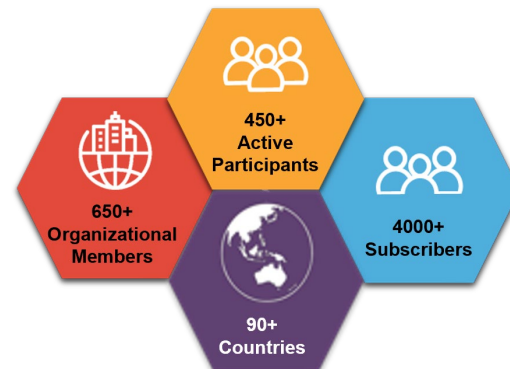 450+
Active
Participants
650+
Organizational
Members
4000+
Subscribers
90+
Countries